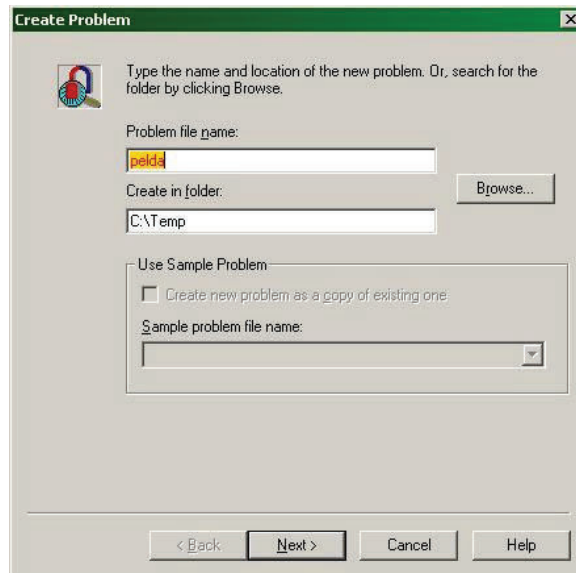 Create Problem
Type the name and location of the new problem. Or, search for the
folder by clicking Browse.
Problem file name:
pelda
Create in folder:
Browse...
C:\Temp
Use Sample Problem
Create new problem as a copy of existing one
Sample problem file name:
< Back
Next >
Cancel
Help